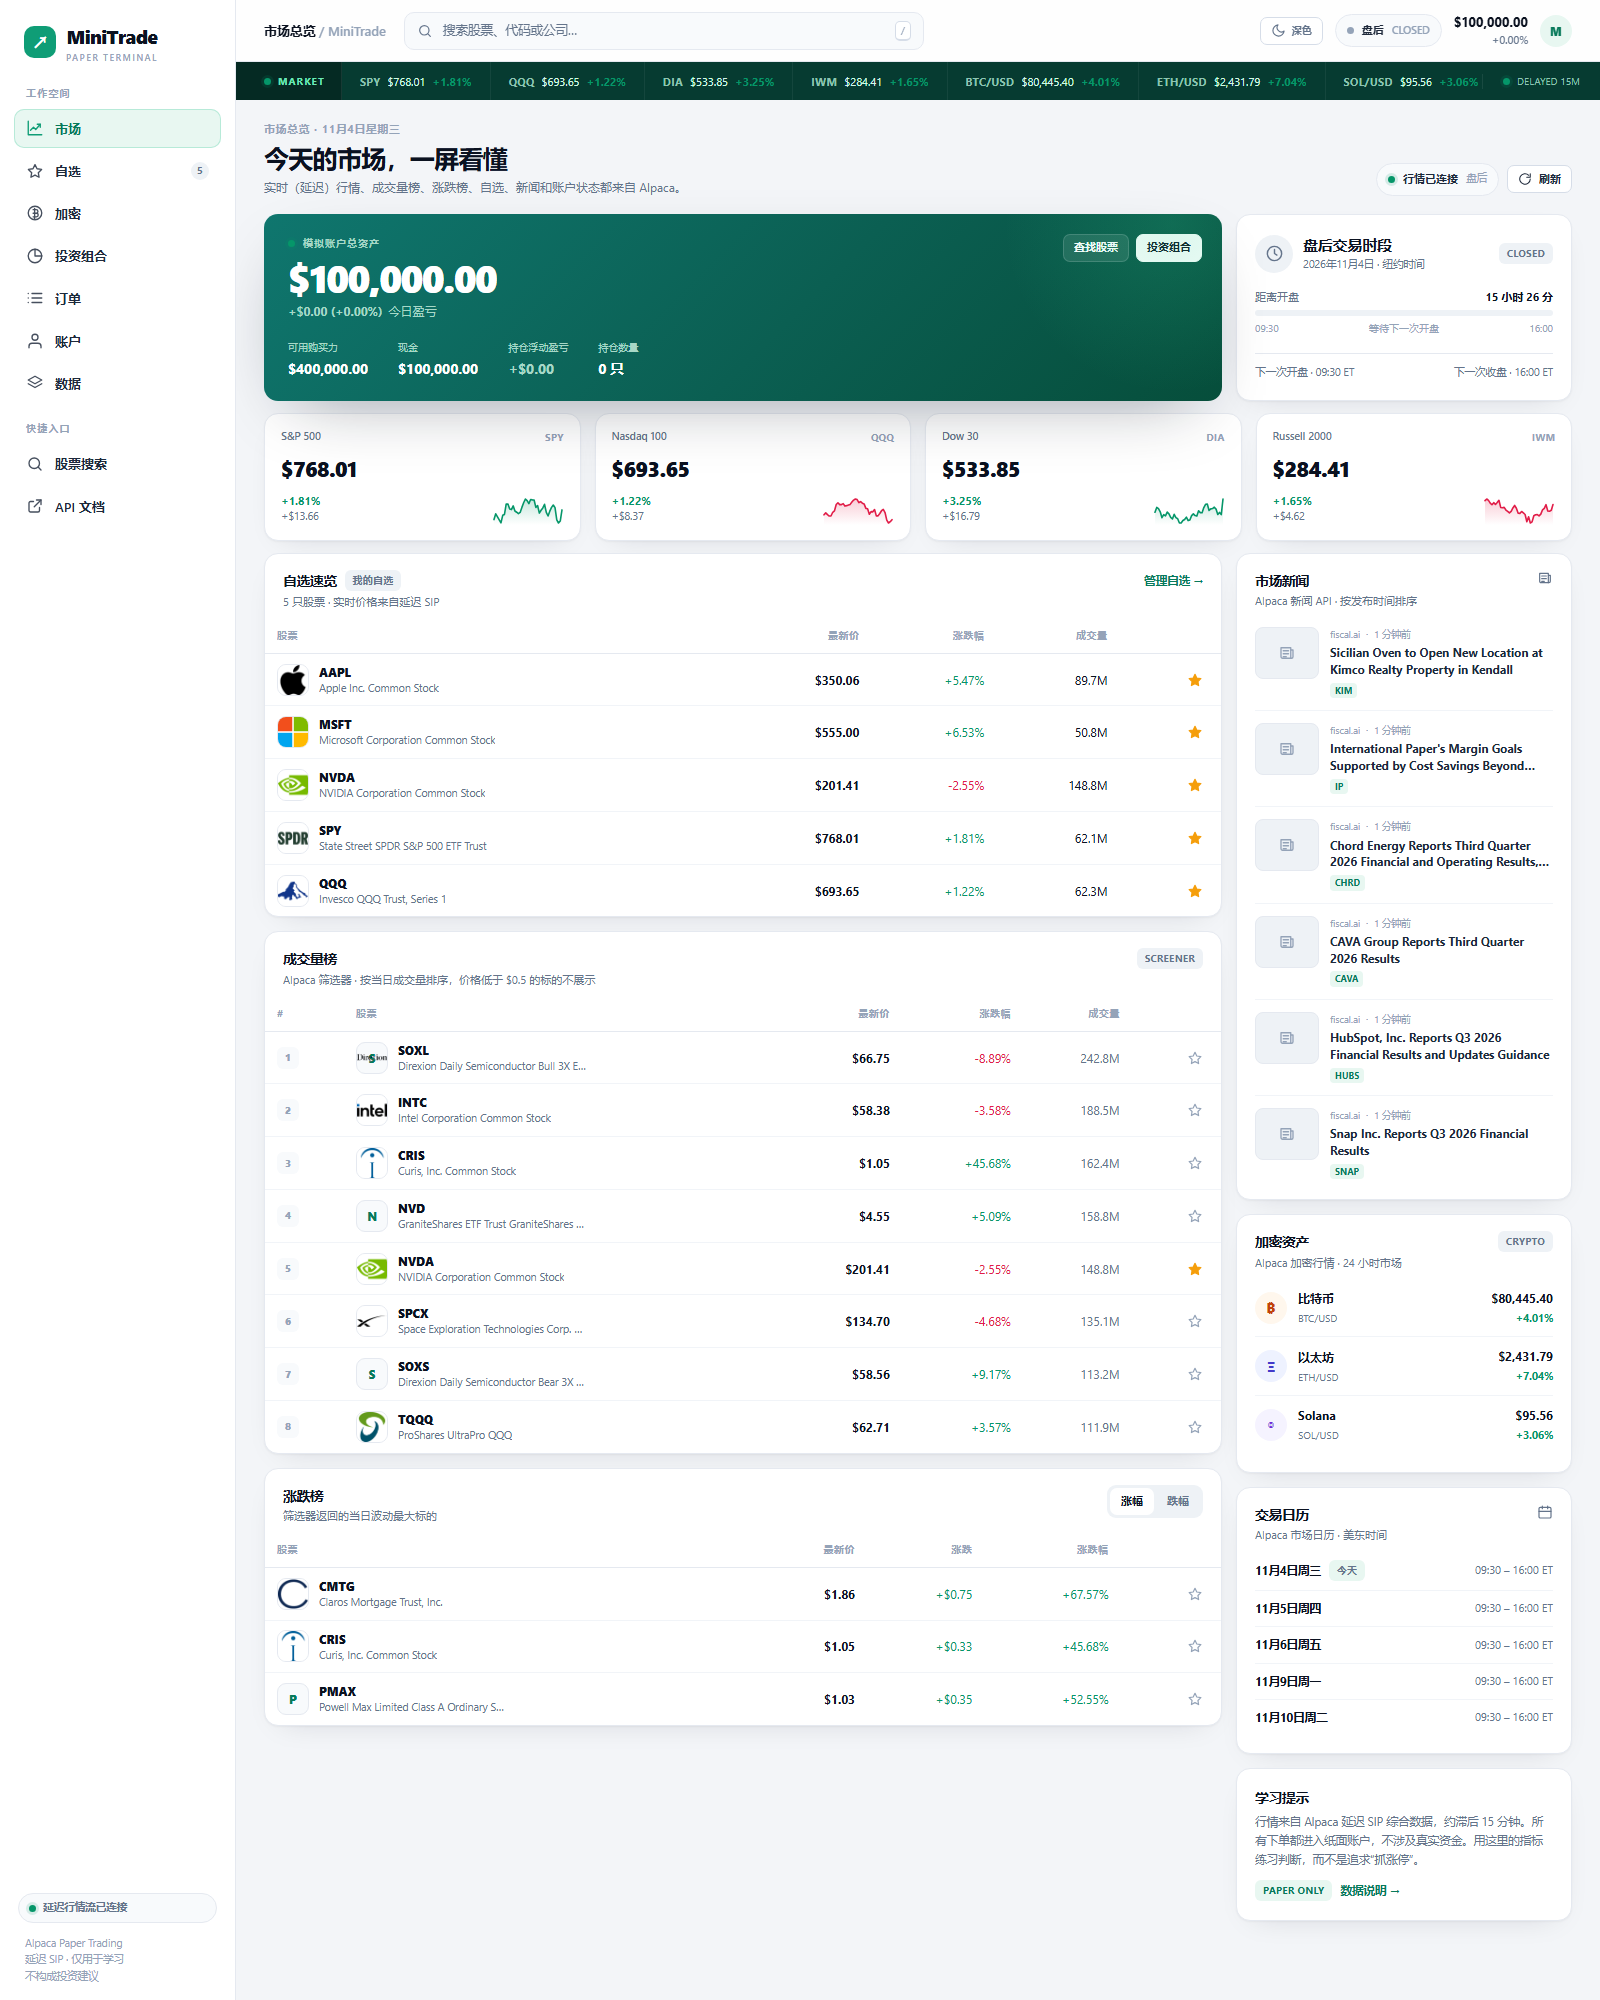 MiniTrade
PAPER TERMINAL
工作空间
市场
自选 5
加密
投资组合
订单
账户
数据
快捷入口
股票搜索
API 文档
延迟行情流已连接
Alpaca Paper Trading
延迟 SIP · 仅用于学习
不构成投资建议
市场总览 / MiniTrade
搜索股票、代码或公司... /
深色
盘后 CLOSED
$100,000.00
+0.00%
M
MARKET SPY $768.01 +1.81% QQQ $693.65 +1.22% DIA $533.85 +3.25% IWM $284.41 +1.65% BTC/USD $80,445.40 +4.01% ETH/USD $2,431.79 +7.04% SOL/USD $95.56 +3.06% DELAYED 15M
市场总览 · 11月4日星期三
今天的市场，一屏看懂
实时（延迟）行情、成交量榜、涨跌榜、自选、新闻和账户状态都来自 Alpaca。
行情已连接 盘后
刷新
模拟账户总资产
$100,000.00
+$0.00 (+0.00%) 今日盈亏
查找股票 投资组合
可用购买力 现金 持仓浮动盈亏 持仓数量
$400,000.00 $100,000.00 +$0.00 0 只
盘后交易时段
2026年11月4日 · 纽约时间
CLOSED
距离开盘 15 小时 26 分
09:30 等待下一次开盘 16:00
下一次开盘 · 09:30 ET 下一次收盘 · 16:00 ET
S&P 500 SPY
$768.01
+1.81%
+$13.66
Nasdaq 100 QQQ
$693.65
+1.22%
+$8.37
Dow 30 DIA
$533.85
+3.25%
+$16.79
Russell 2000 IWM
$284.41
+1.65%
+$4.62
自选速览 我的自选 管理自选 →
5 只股票 · 实时价格来自延迟 SIP
股票 最新价 涨跌幅 成交量
AAPL
Apple Inc. Common Stock
$350.06 +5.47% 89.7M
MSFT
Microsoft Corporation Common Stock
$555.00 +6.53% 50.8M
NVDA
NVIDIA Corporation Common Stock
$201.41 -2.55% 148.8M
SPDR
SPY
State Street SPDR S&P 500 ETF Trust
$768.01 +1.81% 62.1M
QQQ
Invesco QQQ Trust, Series 1
$693.65 +1.22% 62.3M
成交量榜 SCREENER
Alpaca 筛选器 · 按当日成交量排序，价格低于 $0.5 的标的不展示
# 股票 最新价 涨跌幅 成交量
1 SOXL
Direxion Daily Semiconductor Bull 3X E...
$66.75 -8.89% 242.8M
2 intel INTC
Intel Corporation Common Stock
$58.38 -3.58% 188.5M
3 CRIS
Curis, Inc. Common Stock
$1.05 +45.68% 162.4M
4 N NVD
GraniteShares ETF Trust GraniteShares ...
$4.55 +5.09% 158.8M
5 NVDA
NVIDIA Corporation Common Stock
$201.41 -2.55% 148.8M
6 SPCX
Space Exploration Technologies Corp. ...
$134.70 -4.68% 135.1M
7 S SOXS
Direxion Daily Semiconductor Bear 3X ...
$58.56 +9.17% 113.2M
8 TQQQ
ProShares UltraPro QQQ
$62.71 +3.57% 111.9M
涨跌榜 涨幅 跌幅
筛选器返回的当日波动最大标的
股票 最新价 涨跌 涨跌幅
CMTG
Claros Mortgage Trust, Inc.
$1.86 +$0.75 +67.57%
CRIS
Curis, Inc. Common Stock
$1.05 +$0.33 +45.68%
P PMAX
Powell Max Limited Class A Ordinary S...
$1.03 +$0.35 +52.55%
市场新闻
Alpaca 新闻 API · 按发布时间排序
fiscal.ai · 1 分钟前
Sicilian Oven to Open New Location at
Kimco Realty Property in Kendall
KIM
fiscal.ai · 1 分钟前
International Paper's Margin Goals
Supported by Cost Savings Beyond...
IP
fiscal.ai · 1 分钟前
Chord Energy Reports Third Quarter
2026 Financial and Operating Results,...
CHRD
fiscal.ai · 1 分钟前
CAVA Group Reports Third Quarter
2026 Results
CAVA
fiscal.ai · 1 分钟前
HubSpot, Inc. Reports Q3 2026
Financial Results and Updates Guidance
HUBS
fiscal.ai · 1 分钟前
Snap Inc. Reports Q3 2026 Financial
Results
SNAP
加密资产 CRYPTO
Alpaca 加密行情 · 24 小时市场
比特币 $80,445.40
BTC/USD +4.01%
以太坊 $2,431.79
ETH/USD +7.04%
Solana $95.56
SOL/USD +3.06%
交易日历
Alpaca 市场日历 · 美东时间
11月4日周三 今天 09:30 – 16:00 ET
11月5日周四 09:30 – 16:00 ET
11月6日周五 09:30 – 16:00 ET
11月9日周一 09:30 – 16:00 ET
11月10日周二 09:30 – 16:00 ET
学习提示
行情来自 Alpaca 延迟 SIP 综合数据，约滞后 15 分钟。所
有下单都进入纸面账户，不涉及真实资金。用这里的指标
练习判断，而不是追求“抓涨停”。
PAPER ONLY 数据说明 →